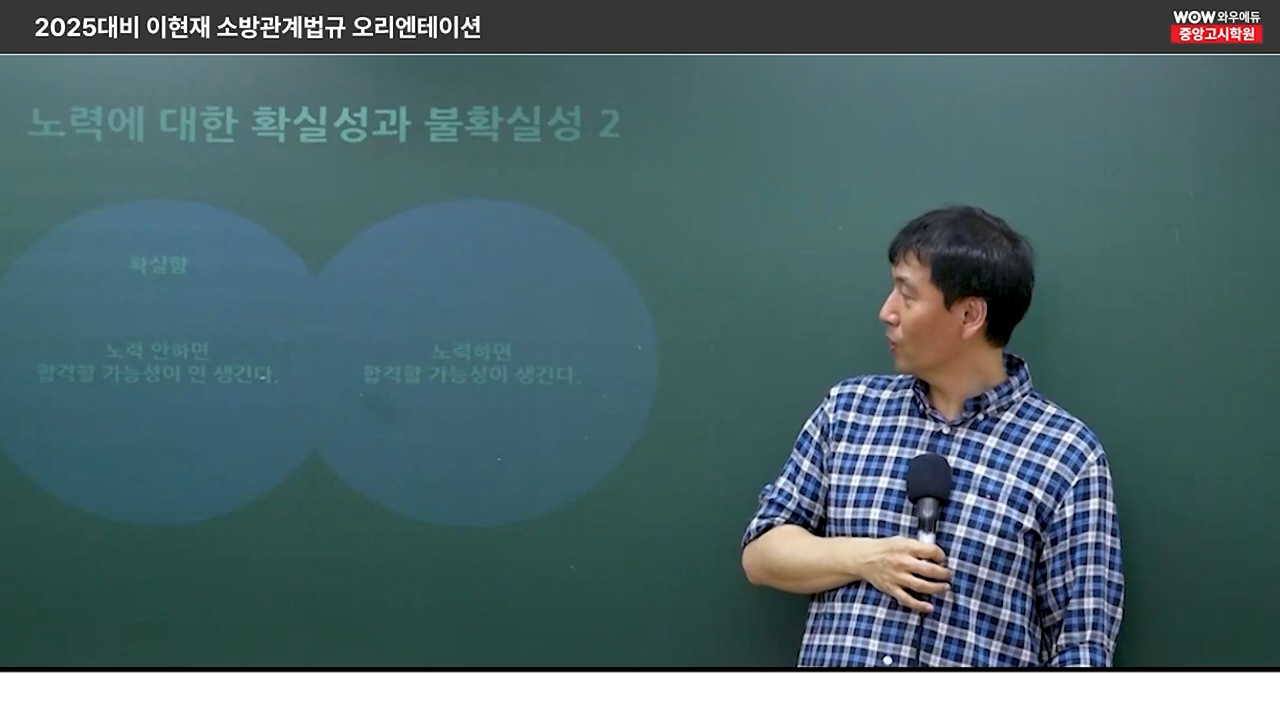 2025대비 이현재 소방관계법규 오리엔테이션
WOW 와우에듀
중앙고시학원
노력에 대한 확실성과 불확실성 2
확실함
노력 안하면
합격할 가능성이 안 생긴다.
노력하면
합격할 가능성이 생긴다.